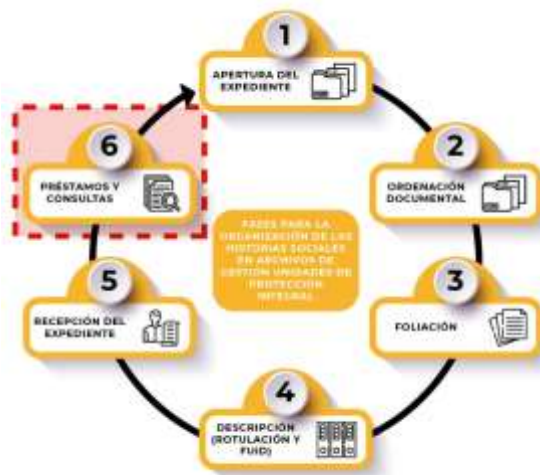 1
APERTURA DEL
EXPEDIENTE
2
ORDENACIÓN
DOCUMENTAL
3
FOLIACIÓN
4
DESCRIPCIÓN
(ROTULACIÓN Y
FUID)
5
RECEPCIÓN DEL
EXPEDIENTE
6
PRÉSTAMOS Y
CONSULTAS
FASES PARA LA
ORGANIZACIÓN DE LAS
HISTORIAS SOCIALES
EN ARCHIVOS DE
GESTIÓN UNIDADES DE
PROTECCIÓN
INTEGRAL